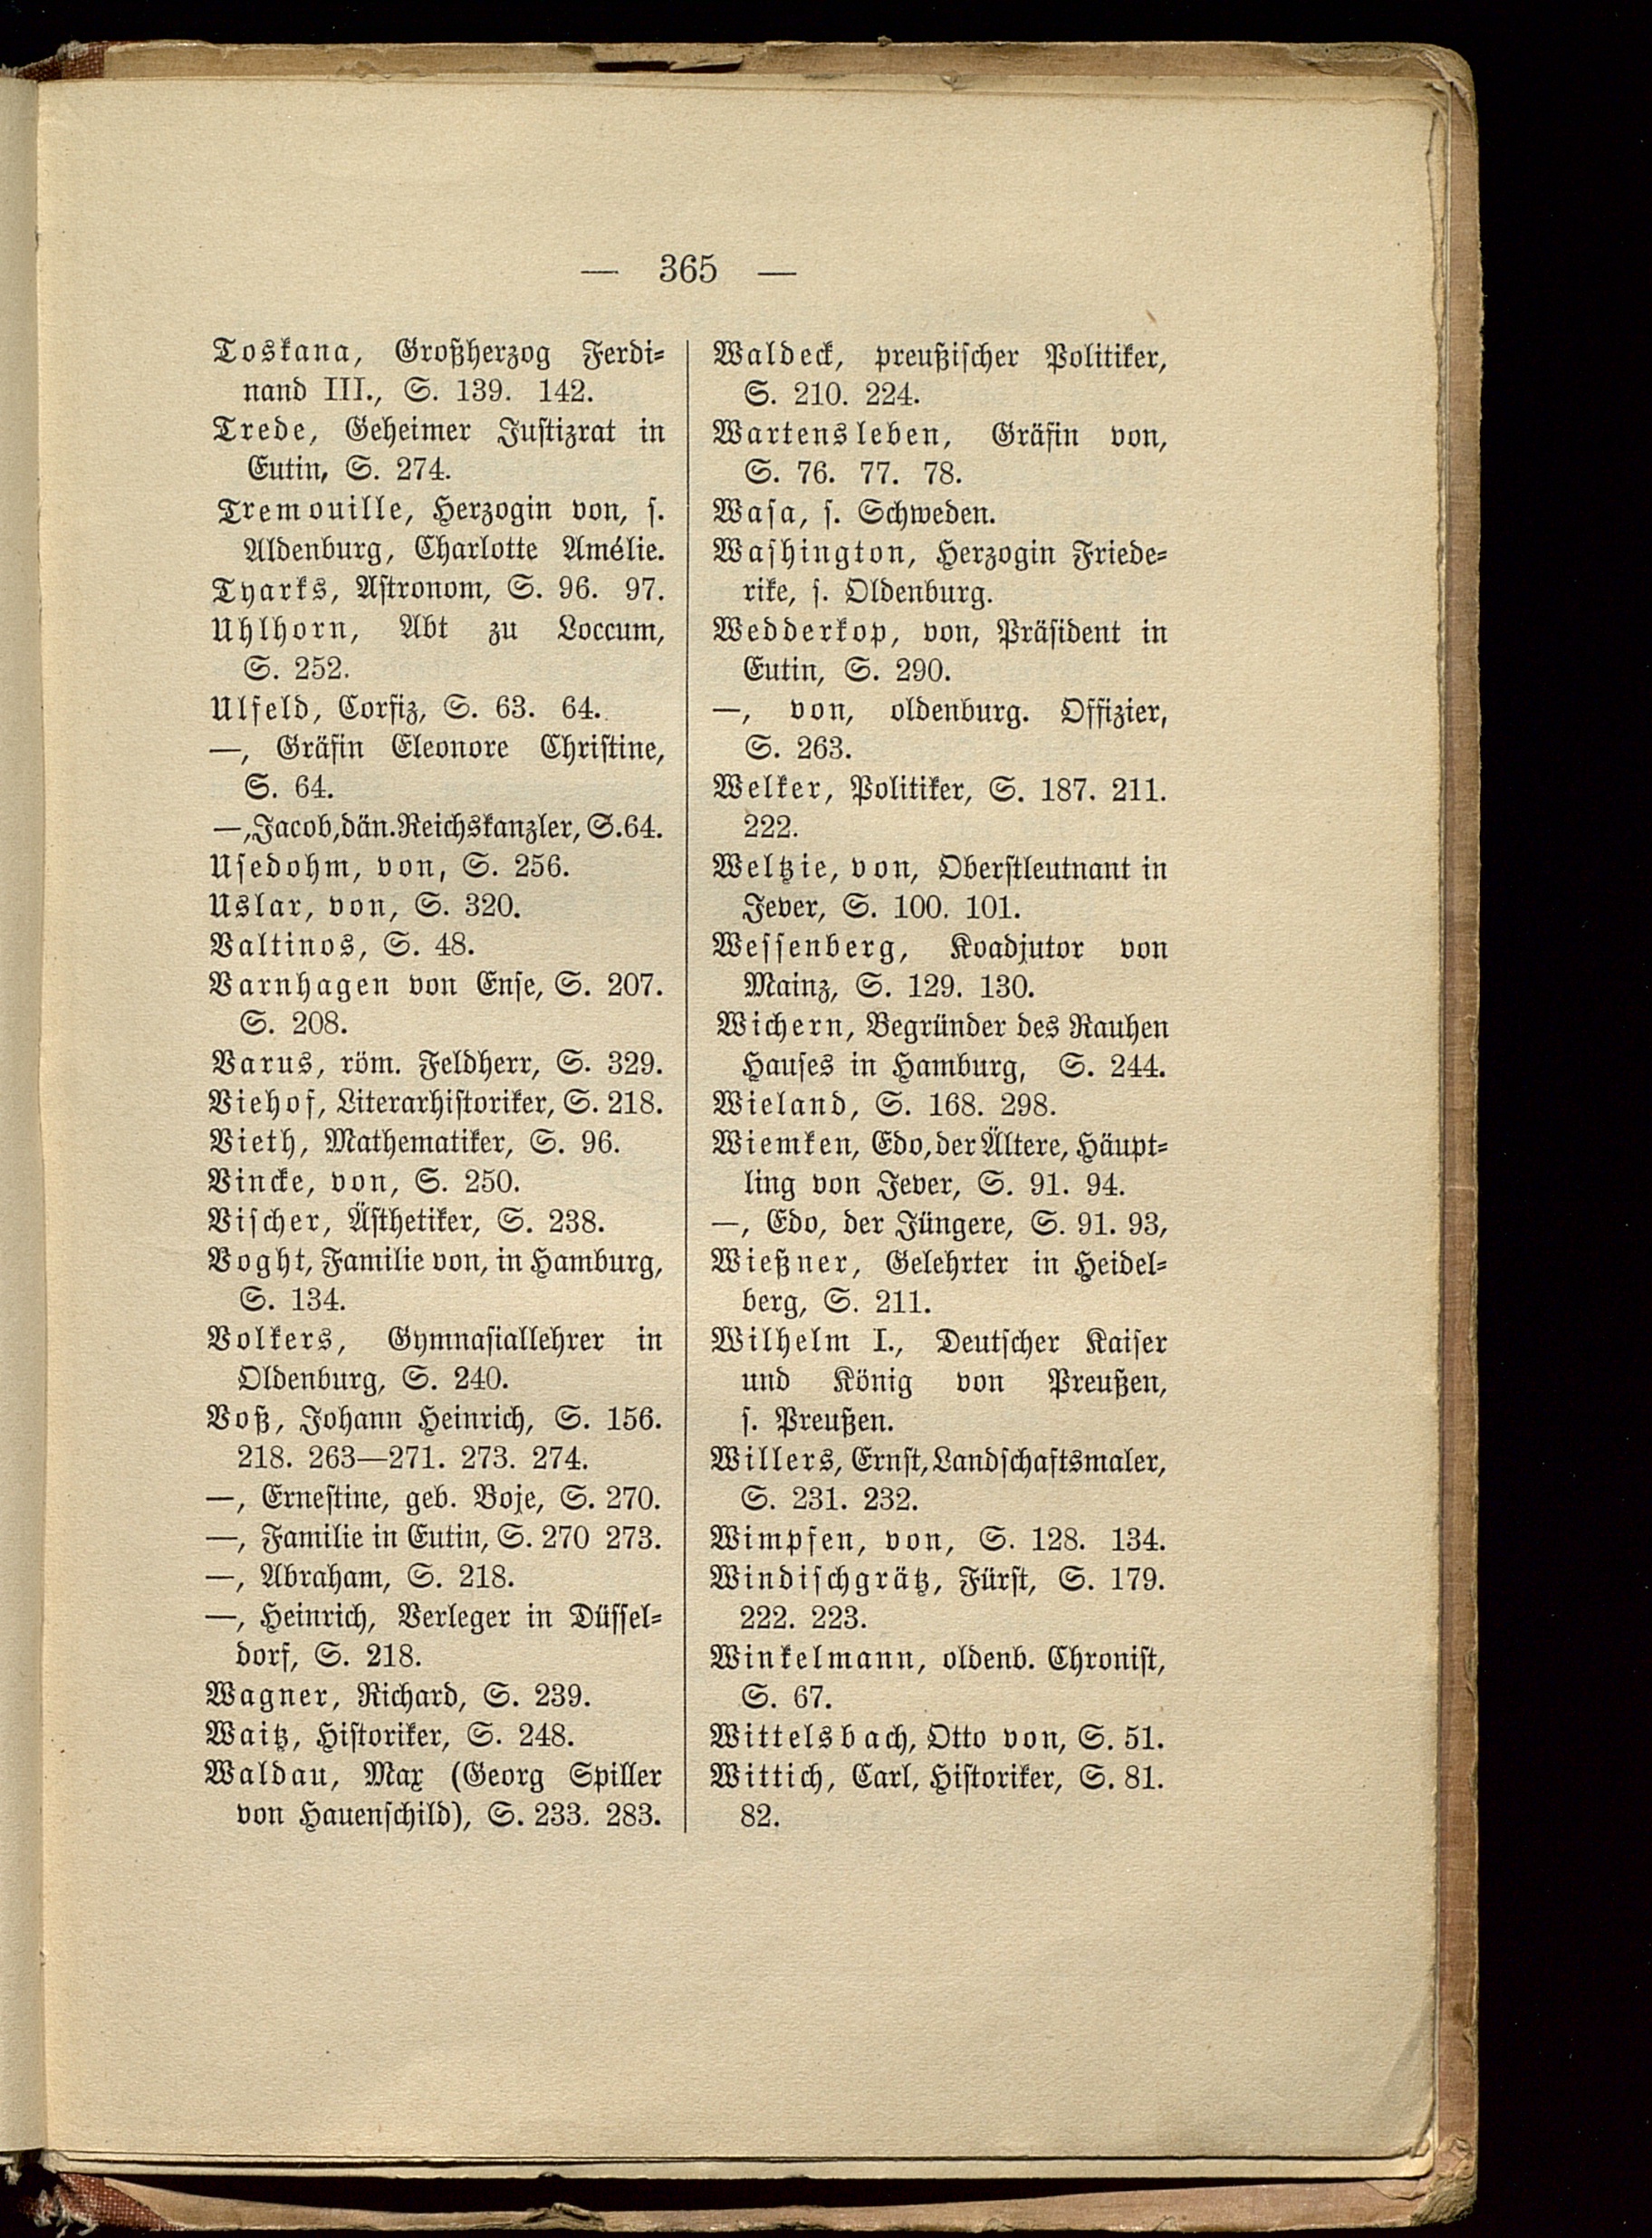 — 365 —
Toskana, Großherzog Ferdi-
nand III., S. 139. 142.
Trede, Geheimer Justizrat in
Eutin, S. 274.
Tremouille, Herzogin von, s.
Aldenburg, Charlotte Amélie.
Tyarks, Astronom, S. 96. 97.
Uhlhorn, Abt zu Loccum,
S. 252.
Ulfeld, Corfiz, S. 63. 64.
—, Gräfin Eleonore Christine,
S. 64.
—, Jacob, dän. Reichskanzler, S. 64.
Usedohm, von, S. 256.
Uslar, von, S. 320.
Valtinos, S. 48.
Varnhagen von Ense, S. 207.
S. 208.
Varus, röm. Feldherr, S. 329.
Viehof, Literarhistoriker, S. 218.
Vieth, Mathematiker, S. 96.
Vincke, von, S. 250.
Vischer, Ästhetiker, S. 238.
Voght, Familie von, in Hamburg,
S. 134.
Volkers, Gymnasiallehrer in
Oldenburg, S. 240.
Voß, Johann Heinrich, S. 156.
218. 263—271. 273. 274.
—, Ernestine, geb. Boje, S. 270.
—, Familie in Eutin, S. 270 273.
—, Abraham, S. 218.
—, Heinrich, Verleger in Düssel-
dorf, S. 218.
Wagner, Richard, S. 239.
Waitz, Historiker, S. 248.
Waldau, Max (Georg Spiller
von Hauenschild), S. 233. 283.
Waldeck, preußischer Politiker,
S. 210. 224.
Wartensleben, Gräfin von,
S. 76. 77. 78.
Wasa, s. Schweden.
Washington, Herzogin Friede-
rike, s. Oldenburg.
Wedderkop, von, Präsident in
Eutin, S. 290.
—, von, oldenburg. Offizier,
S. 263.
Welker, Politiker, S. 187. 211.
222.
Weltzie, von, Oberstleutnant in
Jever, S. 100. 101.
Wessenberg, Koadjutor von
Mainz, S. 129. 130.
Wichern, Begründer des Rauhen
Hauses in Hamburg, S. 244.
Wieland, S. 168. 298.
Wiemken, Edo, der Ältere, Häupt-
ling von Jever, S. 91. 94.
—, Edo, der Jüngere, S. 91. 93,
Wießner, Gelehrter in Heidel-
berg, S. 211.
Wilhelm I., Deutscher Kaiser
und König von Preußen,
s. Preußen.
Willers, Ernst, Landschaftsmaler,
S. 231. 232.
Wimpfen, von, S. 128. 134.
Windischgrätz, Fürst, S. 179.
222. 223.
Winkelmann, oldenb. Chronist,
S. 67.
Wittelsbach, Otto von, S. 51.
Wittich, Carl, Historiker, S. 81.
82.